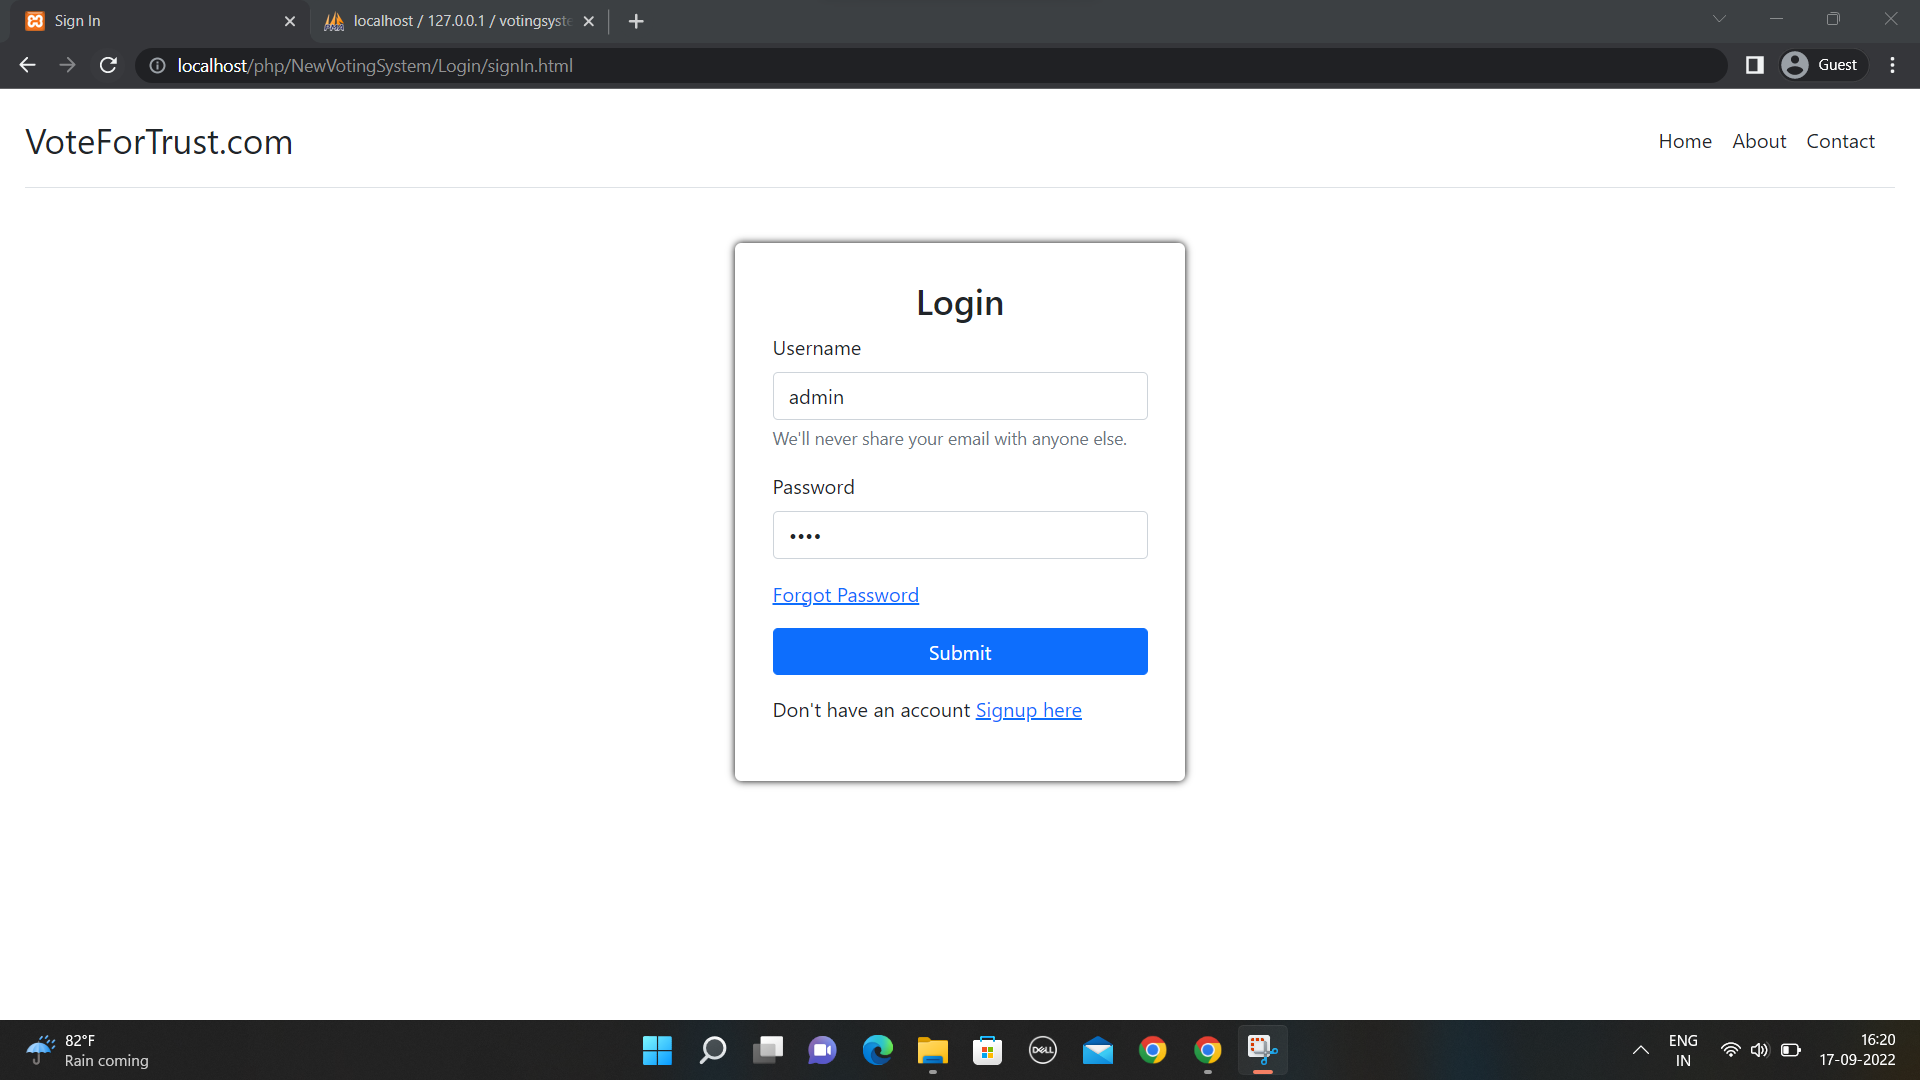 Sign In
localhost / 127.0.0.1 / votingsyste
localhost/php/NewVotingSystem/Login/signIn.html
Guest
VoteForTrust.com
Home About Contact
Login
Username
admin
We'll never share your email with anyone else.
Password
••••
Forgot Password
Submit
Don't have an account Signup here
82°F
Rain coming
DELL
ENG
IN
16:20
17-09-2022